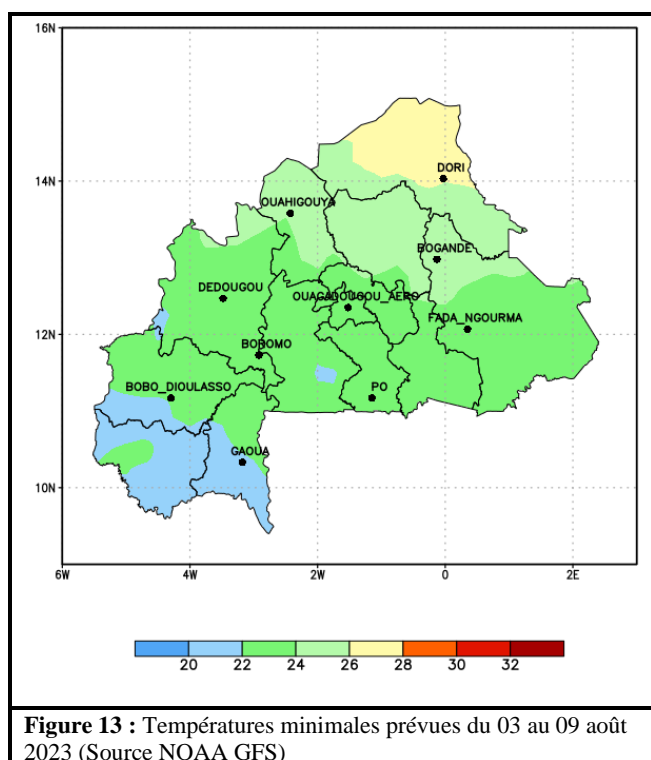 16N
14N
DORI
OUAHIGOUYA
BOGANDE
DEDOUGOU
OUAGADOUGOU_AERO
FADA_NGOURMA
12N
BOROMO
BOBO_DIOULASSO
PO
GAOUA
10N
6W 4W 2W 0 2E
20 22 24 26 28 30 32
Figure 13 : Températures minimales prévues du 03 au 09 août
2023 (Source NOAA GFS)